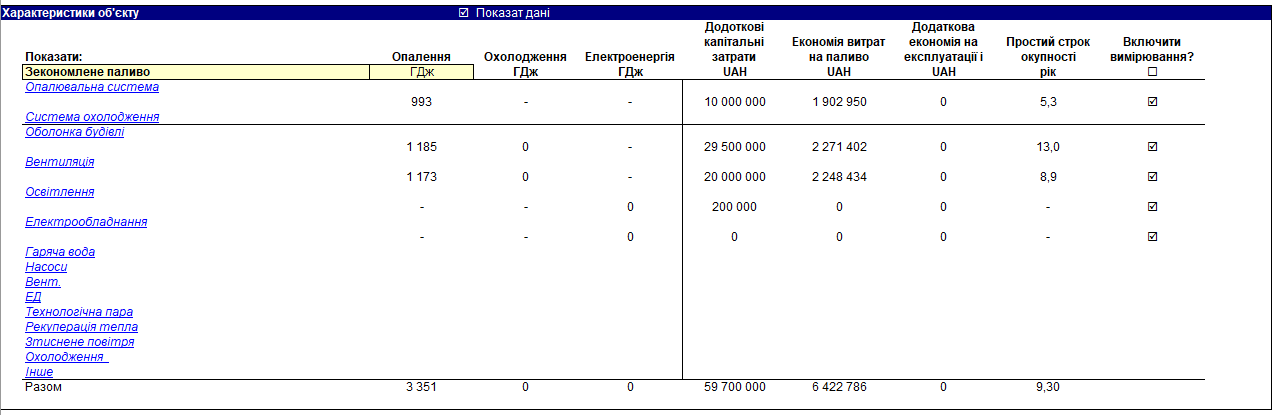 Характеристики об'єкту ☑ Показат дані
Додоткові Додаткова
капітальні Економія витрат економія на Простий строк Включити
Показати: Опалення Охолодження Електроенергія затрати на паливо експлуатації і окупності вимірювання?
Зекономлене паливо ГДж ГДж ГДж UAH UAH UAH рік ☐
Опалювальна система
993 - - 10 000 000 1 902 950 0 5,3 ☑
Система охолодження
Оболонка будівлі
1 185 0 - 29 500 000 2 271 402 0 13,0 ☑
Вентиляція
1 173 0 - 20 000 000 2 248 434 0 8,9 ☑
Освітлення
- - 0 200 000 0 0 - ☑
Електрообладнання
- - 0 0 0 0 - ☑
Гаряча вода
Насоси
Вент.
ЕД
Технологічна пара
Рекуперація тепла
Зтиснене повітря
Охолодження
Інше
Разом 3 351 0 0 59 700 000 6 422 786 0 9,30